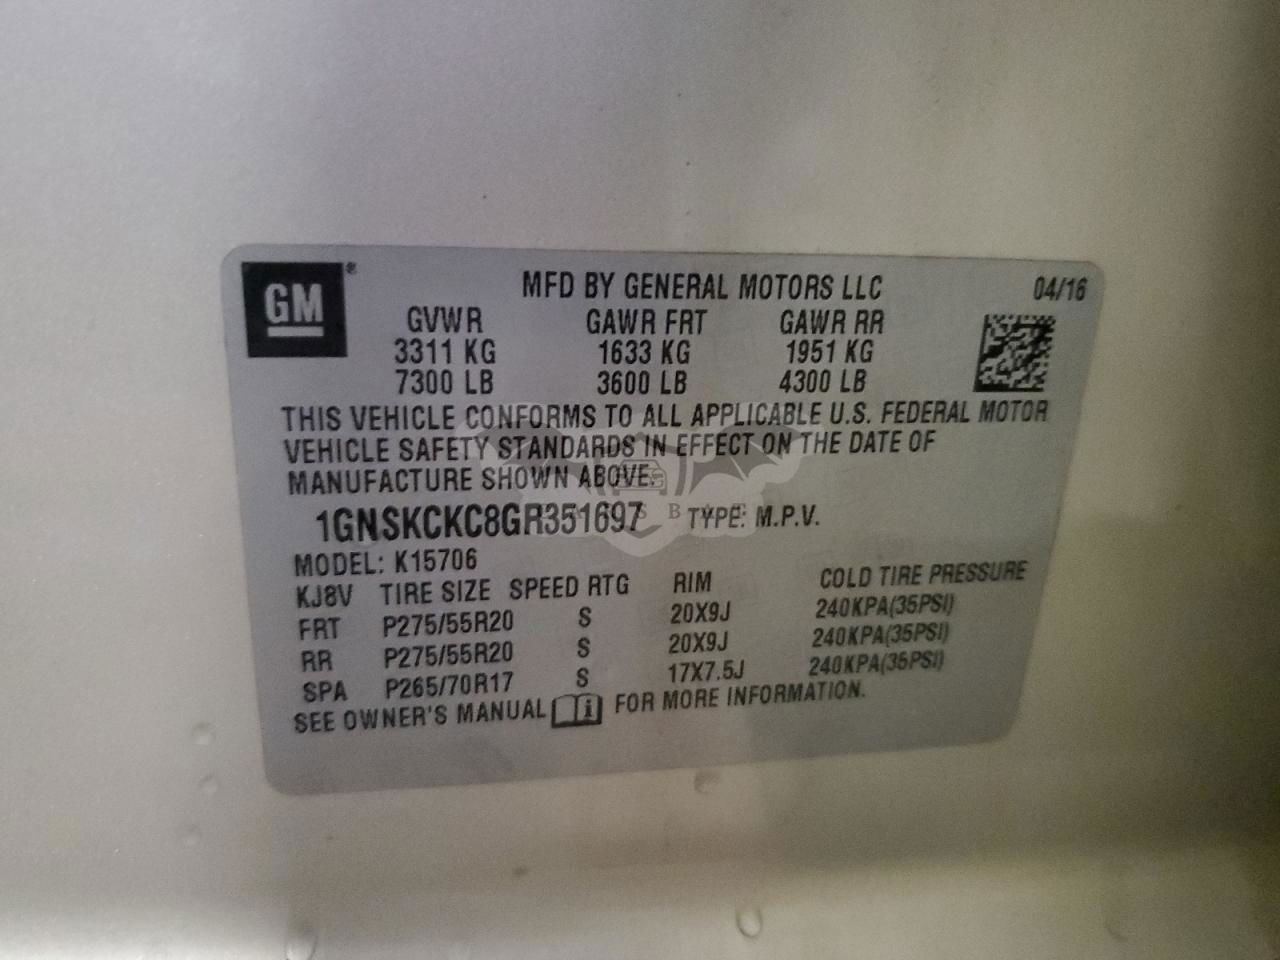 GM®
MFD BY GENERAL MOTORS LLC 04/16
GVWR GAWR FRT GAWR RR
3311 KG 1633 KG 1951 KG
7300 LB 3600 LB 4300 LB
THIS VEHICLE CONFORMS TO ALL APPLICABLE U.S. FEDERAL MOTOR
VEHICLE SAFETY STANDARDS IN EFFECT ON THE DATE OF
MANUFACTURE SHOWN ABOVE.
1GNSKCKC8GR351697 TYPE: M.P.V.
MODEL: K15706
KJ8V TIRE SIZE SPEED RTG RIM COLD TIRE PRESSURE
FRT P275/55R20 S 20X9J 240KPA(35PSI)
RR P275/55R20 S 20X9J 240KPA(35PSI)
SPA P265/70R17 S 17X7.5J 240KPA(35PSI)
SEE OWNER'S MANUAL FOR MORE INFORMATION.